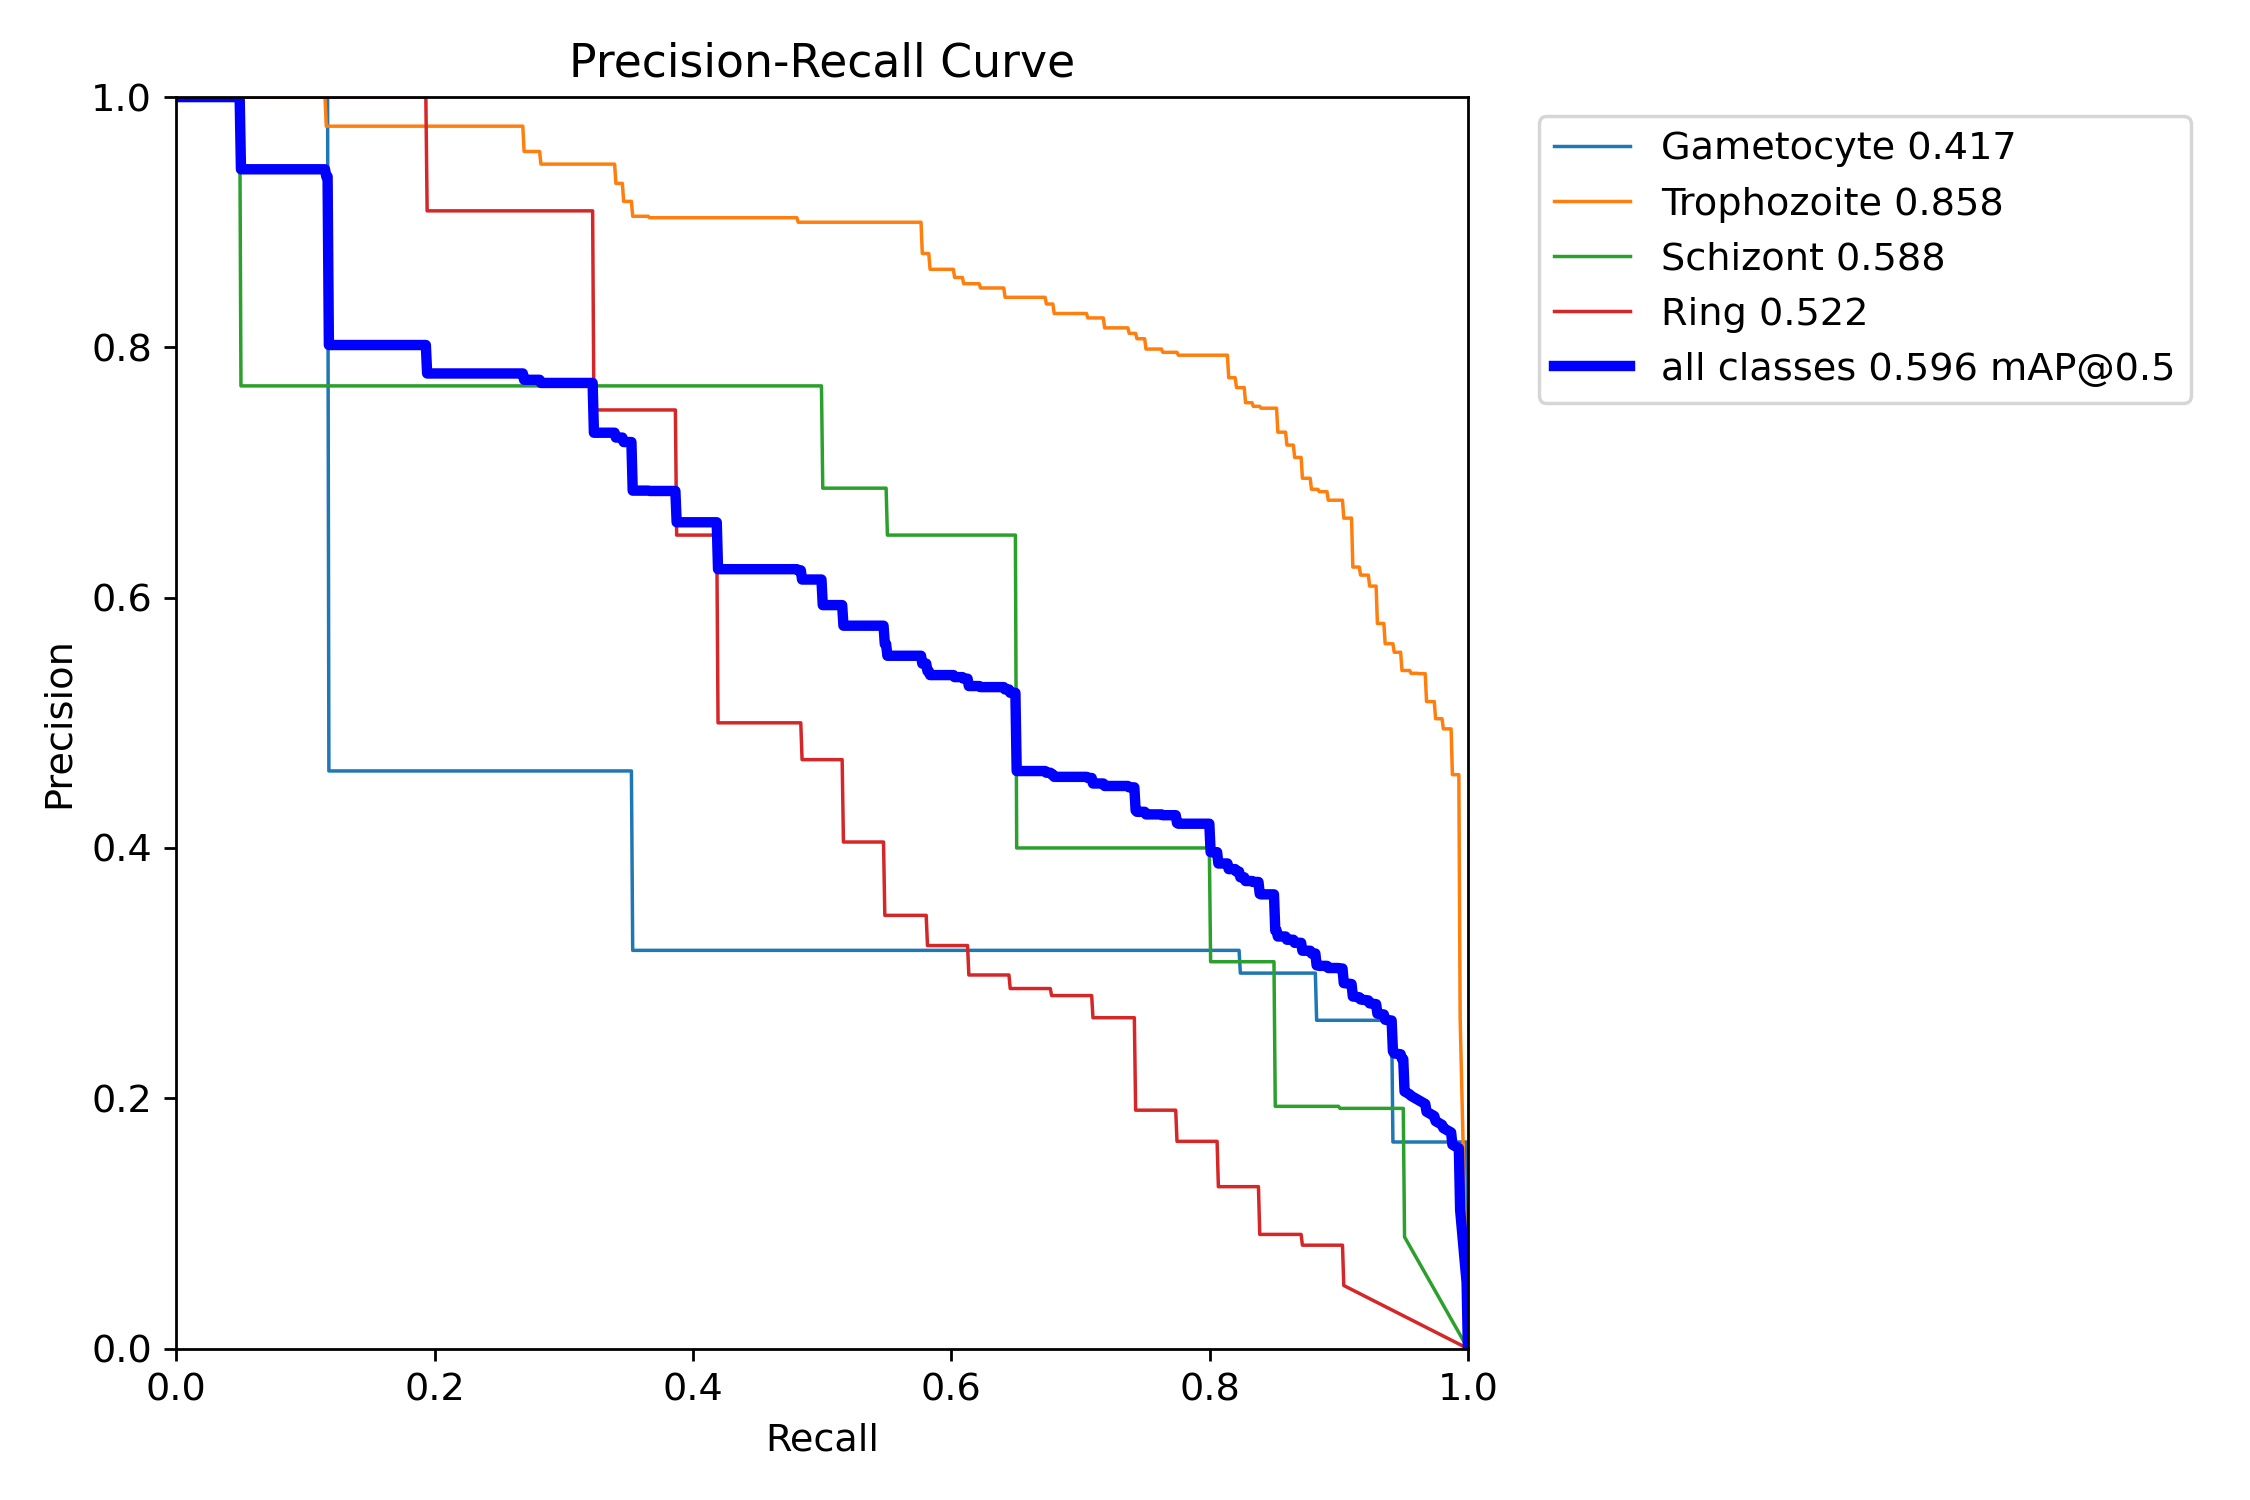 Precision-Recall Curve
1.0
0.8
0.6
0.4
0.2
0.0
Precision
0.0 0.2 0.4 0.6 0.8 1.0
Recall
Gametocyte 0.417
Trophozoite 0.858
Schizont 0.588
Ring 0.522
all classes 0.596 mAP@0.5